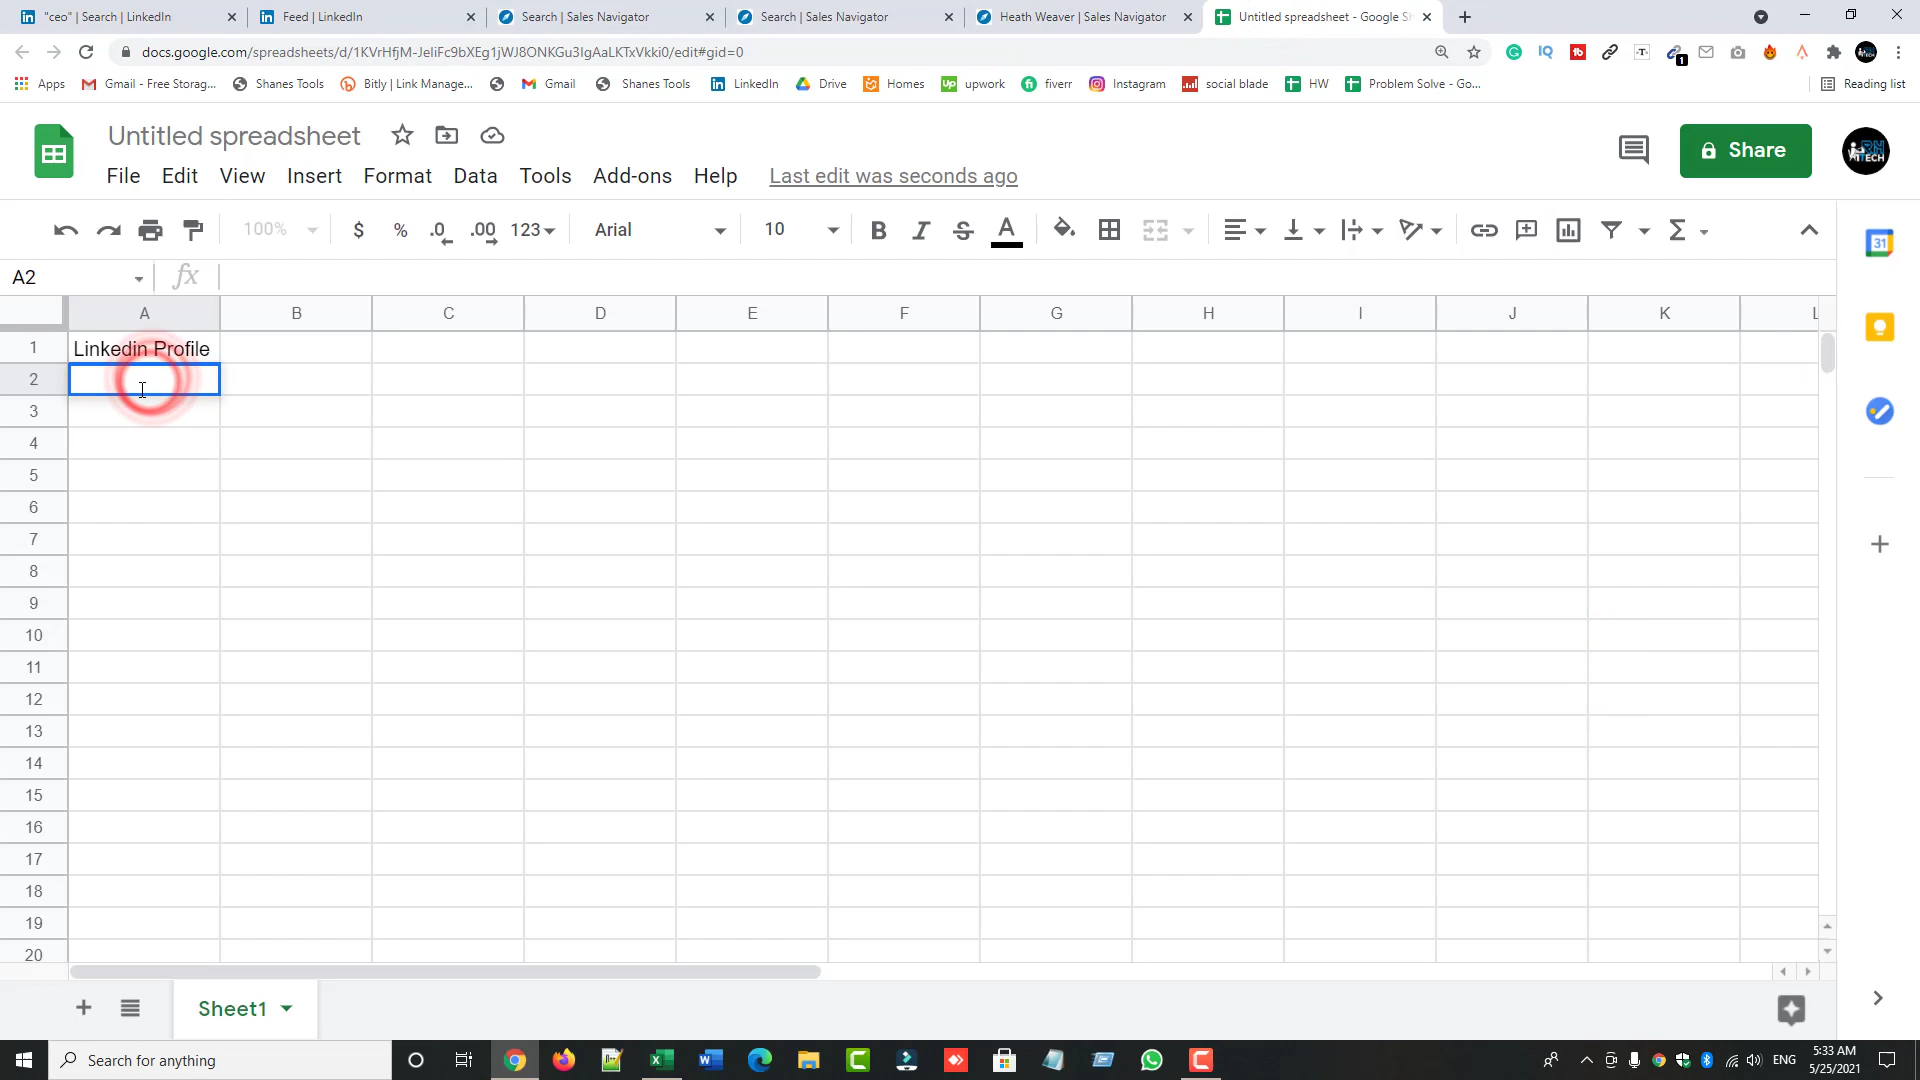 "ceo" | Search | LinkedIn
Feed | LinkedIn
Search | Sales Navigator
Search | Sales Navigator
Heath Weaver | Sales Navigator
Untitled spreadsheet - Google Sh
docs.google.com/spreadsheets/d/1KVrHfjM-JeIiFc9bXEg1jWJ8ONKGu3IgAaLKTxVkki0/edit#gid=0
Apps
Gmail - Free Storag...
Shanes Tools
Bitly | Link Manage...
Gmail
Shanes Tools
LinkedIn
Drive
Homes
upwork
fiverr
Instagram
social blade
HW
Problem Solve - Go...
Reading list
Untitled spreadsheet
Share
File Edit View Insert Format Data Tools Add-ons Help Last edit was seconds ago
100% $ % .0 .00 123 Arial 10 B I S A Σ
A2 fx
A B C D E F G H I J K L
1 Linkedin Profile
2
3
4
5
6
7
8
9
10
11
12
13
14
15
16
17
18
19
20
Sheet1
Search for anything
ENG
5:33 AM
5/25/2021